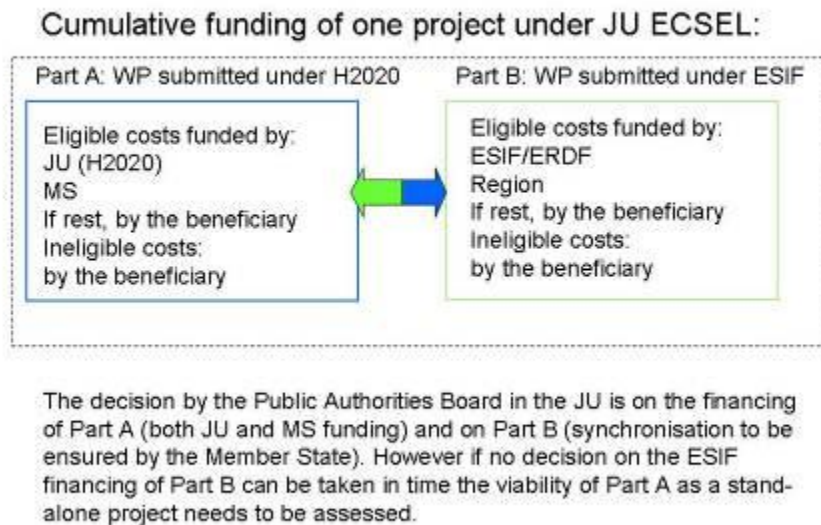 Cumulative funding of one project under JU ECSEL:
Part A: WP submitted under H2020
Eligible costs funded by:
JU (H2020)
MS
If rest, by the beneficiary
Ineligible costs:
by the beneficiary
Part B: WP submitted under ESIF
Eligible costs funded by:
ESIF/ERDF
Region
If rest, by the beneficiary
Ineligible costs:
by the beneficiary
The decision by the Public Authorities Board in the JU is on the financing
of Part A (both JU and MS funding) and on Part B (synchronisation to be
ensured by the Member State). However if no decision on the ESIF
financing of Part B can be taken in time the viability of Part A as a stand-
alone project needs to be assessed.